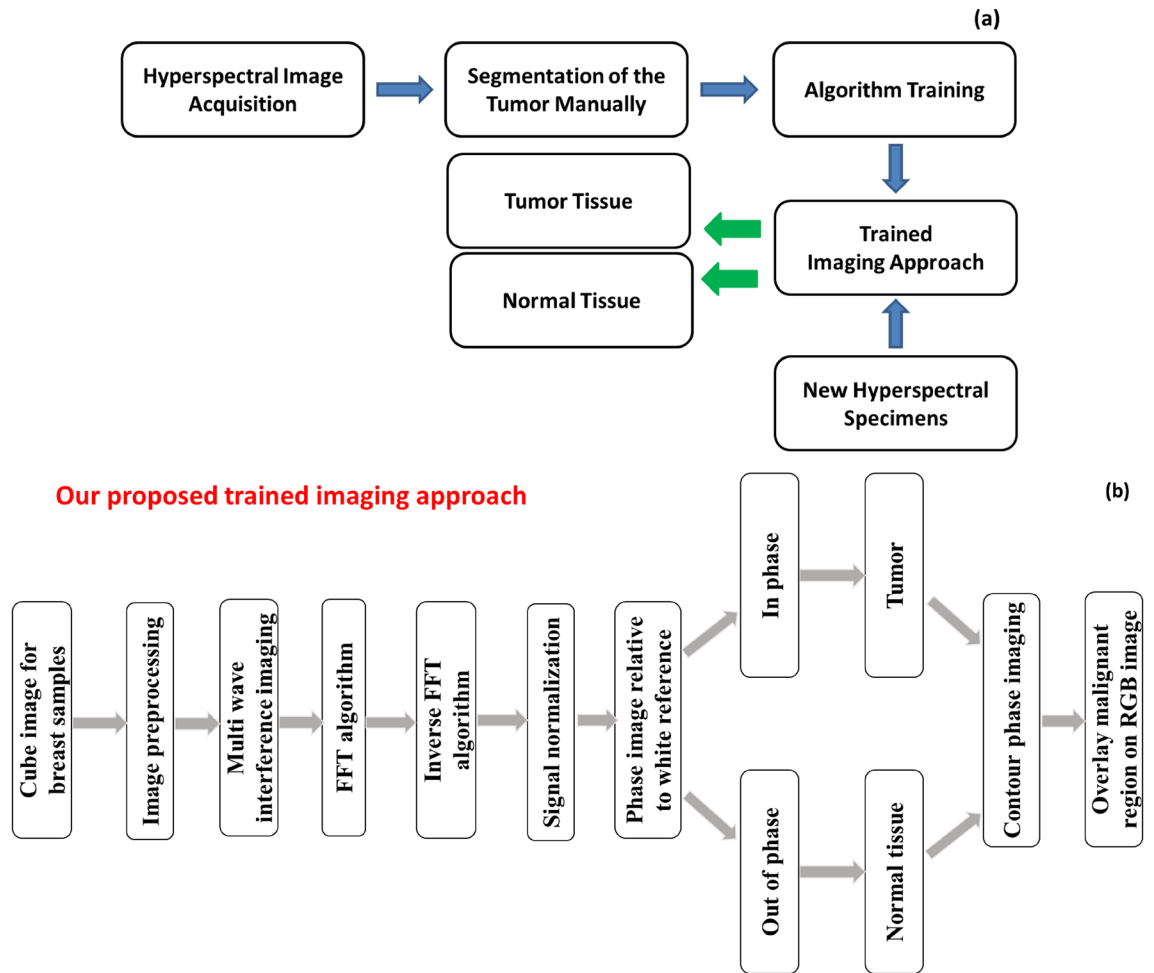 (a)
Hyperspectral Image
Acquisition
Segmentation of the
Tumor Manually
Algorithm Training
Tumor Tissue
Normal Tissue
Trained
Imaging Approach
New Hyperspectral
Specimens
Our proposed trained imaging approach
(b)
Cube image for
breast samples
Image preprocessing
Multi wave
interference imaging
FFT algorithm
Inverse FFT
algorithm
Signal normalization
Phase image relative
to white reference
In phase
Tumor
Out of phase
Normal tissue
Contour phase imaging
Overlay malignant
region on RGB image